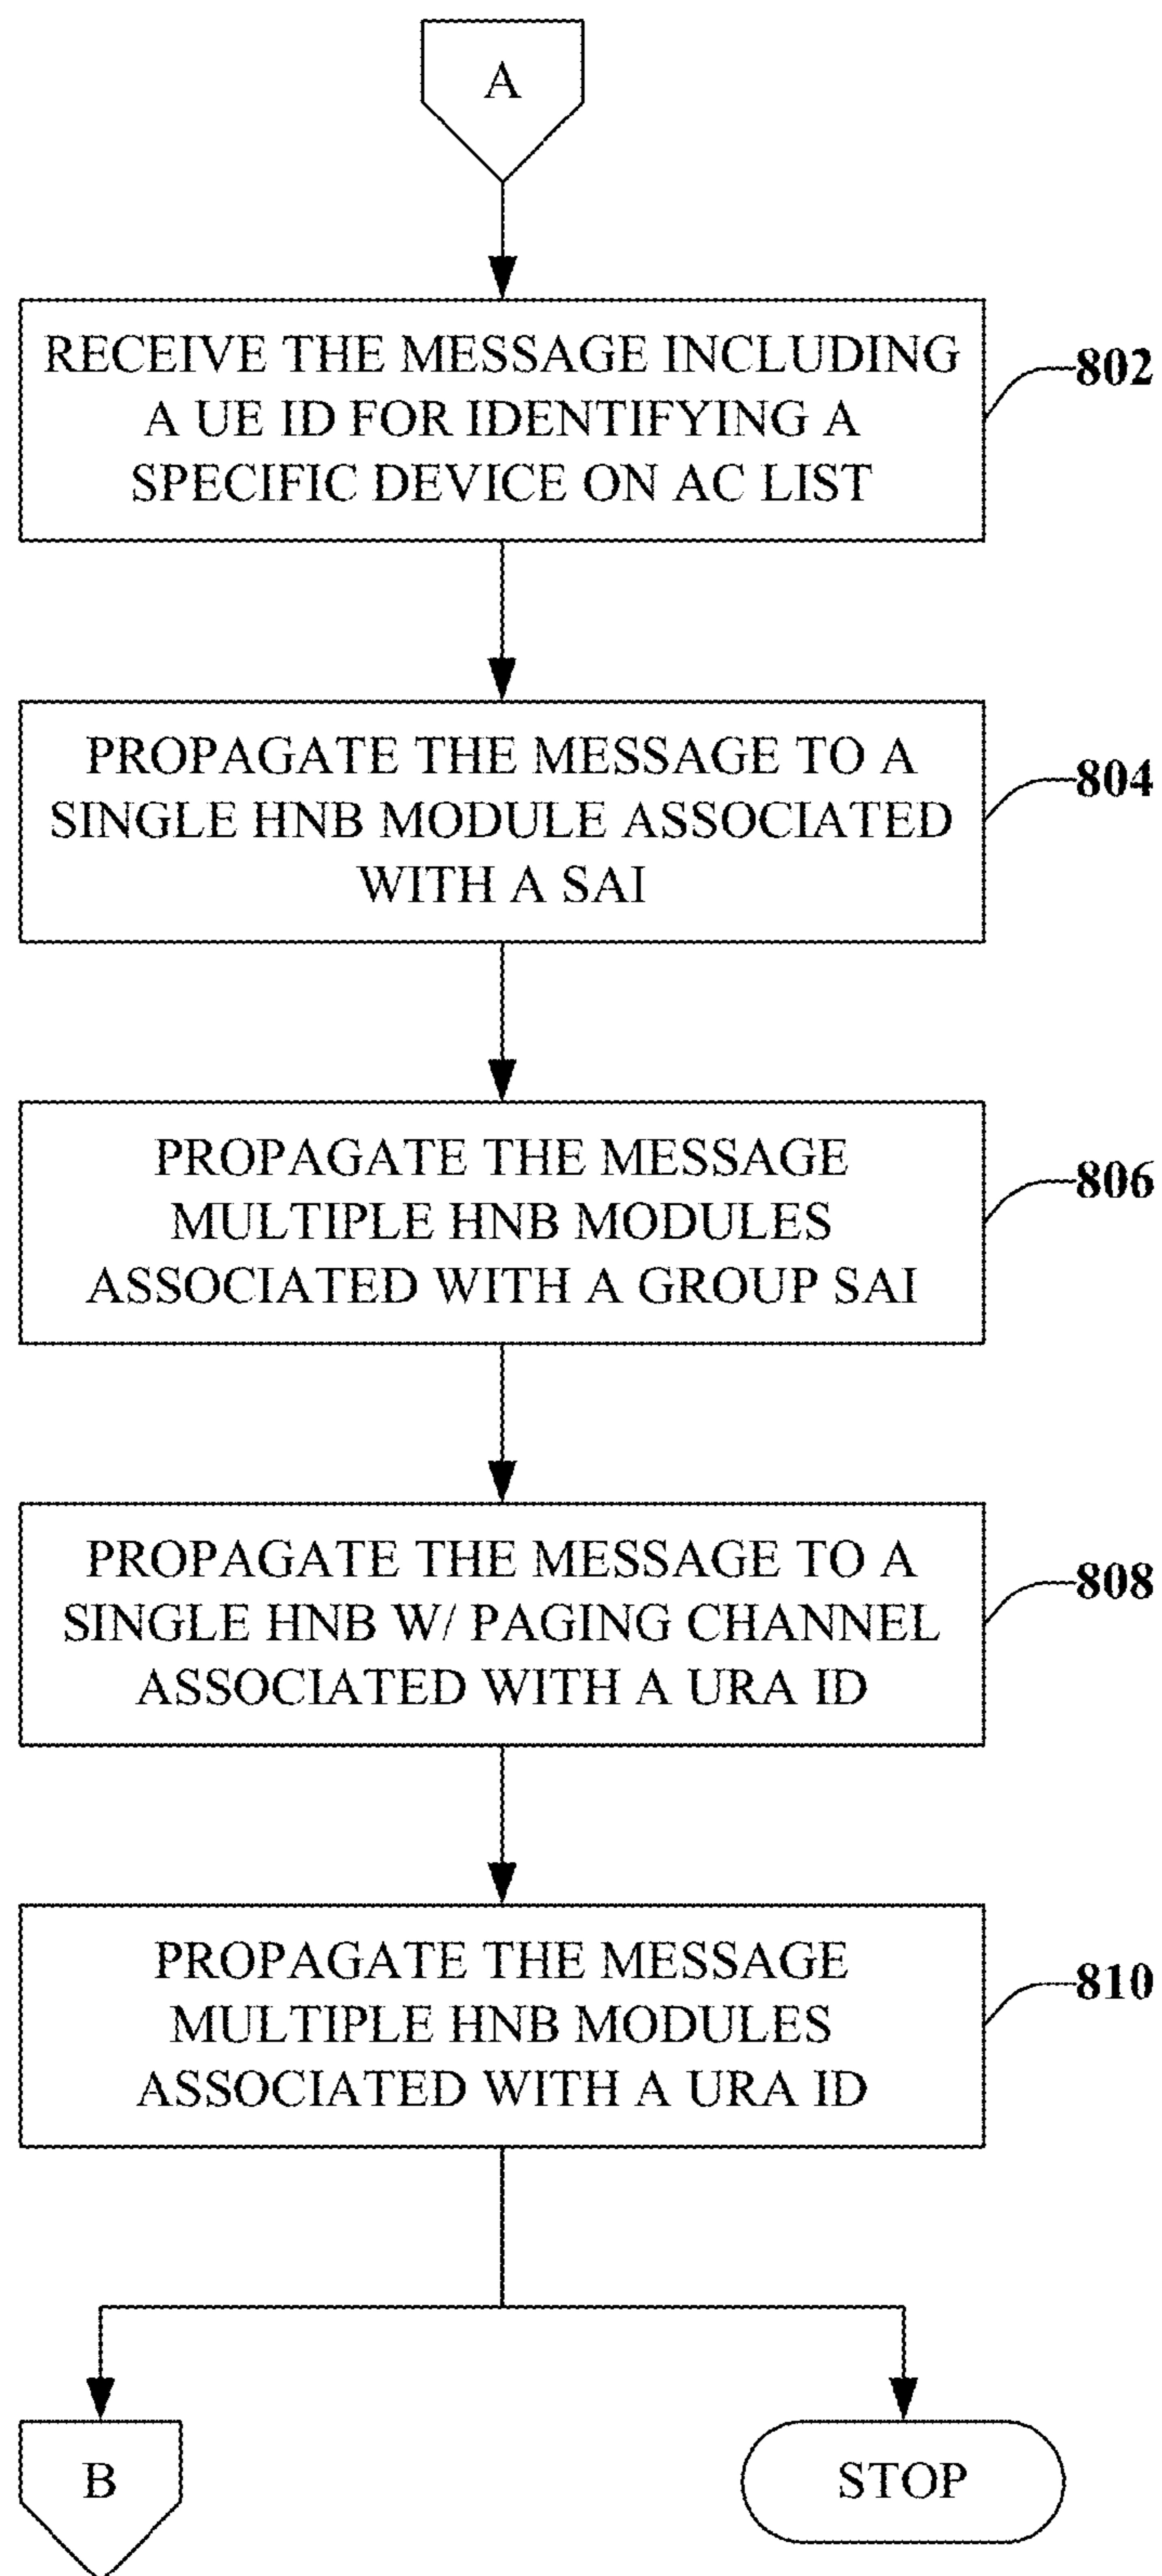 A
RECEIVE THE MESSAGE INCLUDING
A UE ID FOR IDENTIFYING A
SPECIFIC DEVICE ON AC LIST
802
PROPAGATE THE MESSAGE TO A
SINGLE HNB MODULE ASSOCIATED
WITH A SAI
804
PROPAGATE THE MESSAGE
MULTIPLE HNB MODULES
ASSOCIATED WITH A GROUP SAI
806
PROPAGATE THE MESSAGE TO A
SINGLE HNB W/ PAGING CHANNEL
ASSOCIATED WITH A URA ID
808
PROPAGATE THE MESSAGE
MULTIPLE HNB MODULES
ASSOCIATED WITH A URA ID
810
B
STOP